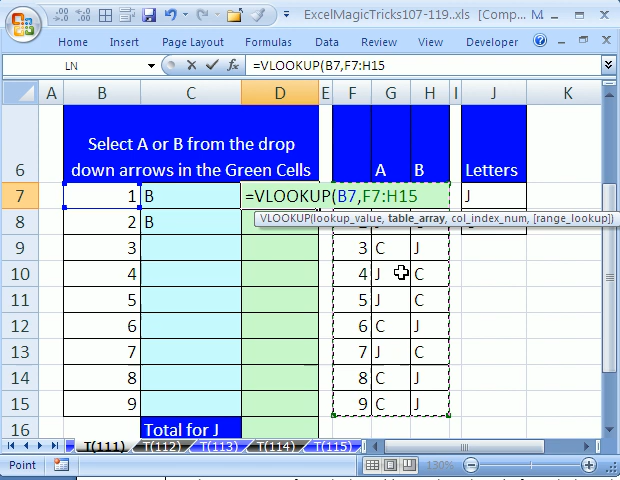 ExcelMagicTricks107-119..xls [Comp... M...
Home Insert Page Layout Formulas Data Review View Developer
LN =VLOOKUP(B7,F7:H15
A B C D E F G H I J K
6 Select A or B from the drop down arrows in the Green Cells A B Letters
7 1 B =VLOOKUP(B7,F7:H15 J
VLOOKUP(lookup_value, table_array, col_index_num, [range_lookup])
8 2 B
9 3 3 C J
10 4 4 J C
11 5 5 J C
12 6 6 C J
13 7 7 J C
14 8 8 C J
15 9 9 C J
16 Total for J
T(111) T(112) T(113) T(114) T(115)
Point 130%